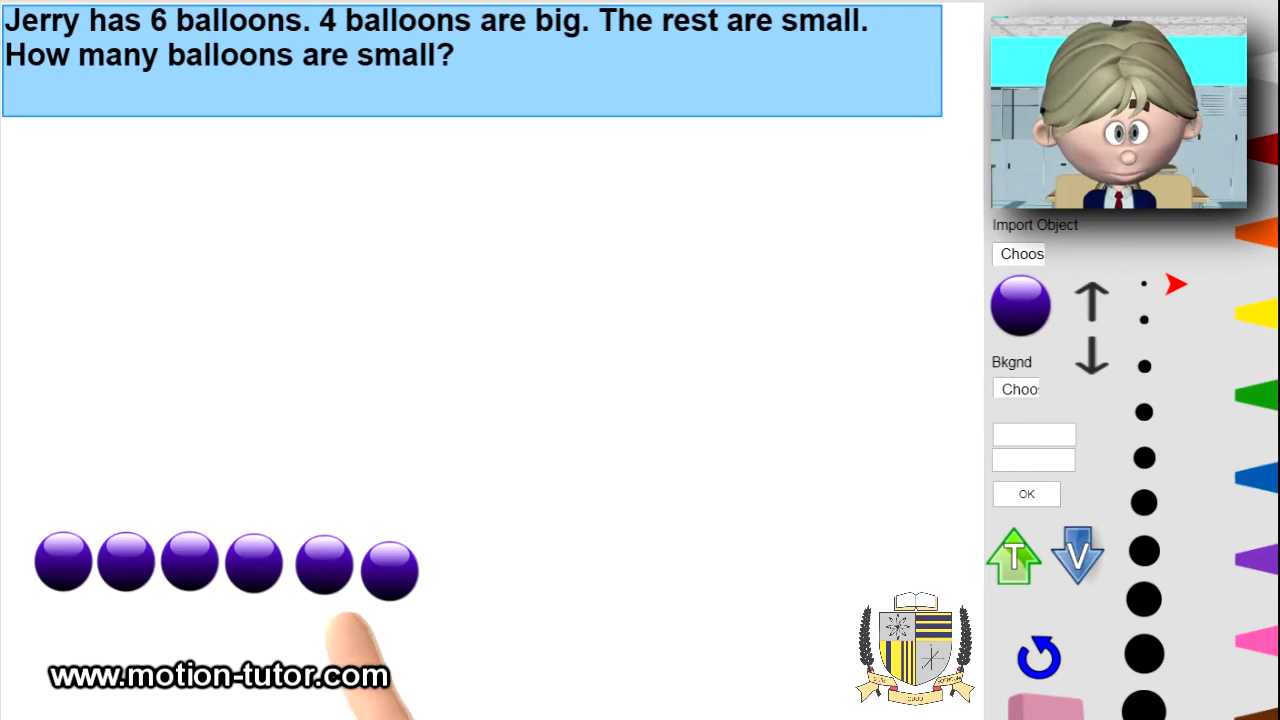 Jerry has 6 balloons. 4 balloons are big. The rest are small.
How many balloons are small?
Import Object
Choos
Bkgnd
Choo
OK
T
V
www.motion-tutor.com